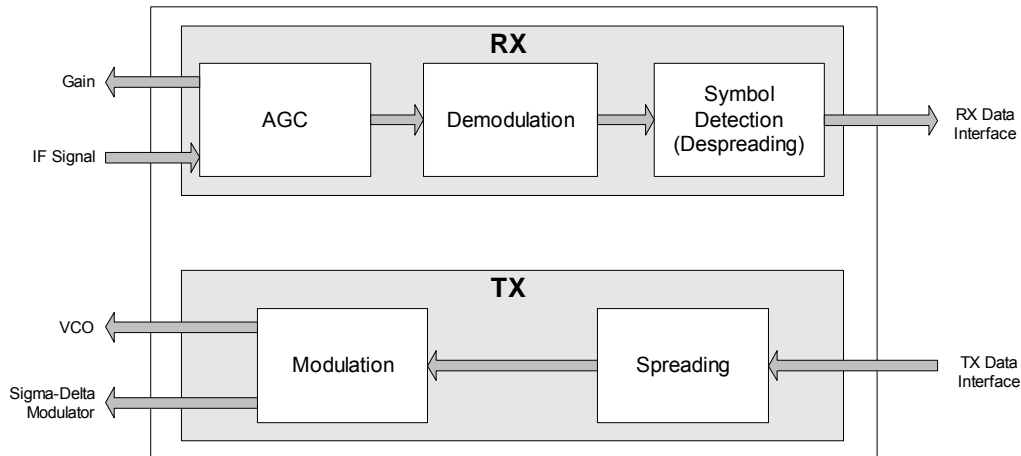 RX
Gain
IF Signal
AGC
Demodulation
Symbol
Detection
(Despreading)
RX Data
Interface
TX
VCO
Sigma-Delta
Modulator
Modulation
Spreading
TX Data
Interface